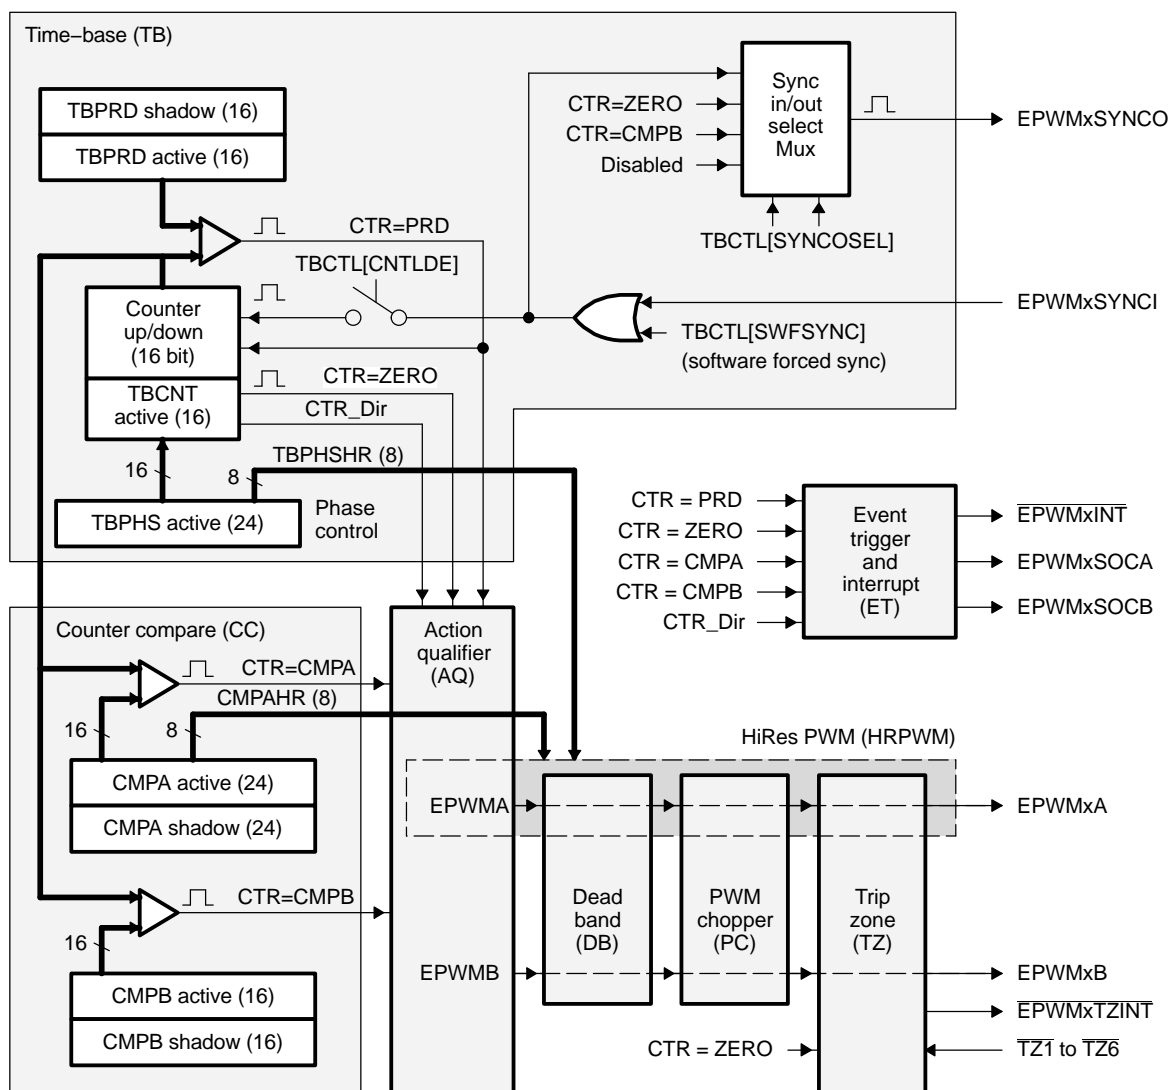 Time−base (TB)
TBPRD shadow (16)
TBPRD active (16)
CTR=PRD
TBCTL[CNTLDE]
Counter
up/down
(16 bit)
TBCNT
active (16)
CTR=ZERO
CTR_Dir
16
8
TBPHSHR (8)
TBPHS active (24)
Phase
control
CTR=ZERO
CTR=CMPB
Disabled
Sync
in/out
select
Mux
TBCTL[SYNCOSEL]
EPWMxSYNCO
EPWMxSYNCI
TBCTL[SWFSYNC]
(software forced sync)
CTR = PRD
CTR = ZERO
CTR = CMPA
CTR = CMPB
CTR_Dir
Event
trigger
and
interrupt
(ET)
EPWMxINT
EPWMxSOCA
EPWMxSOCB
Counter compare (CC)
CTR=CMPA
16
8
CMPAHR (8)
CMPA active (24)
CMPA shadow (24)
CTR=CMPB
16
CMPB active (16)
CMPB shadow (16)
Action
qualifier
(AQ)
EPWMA
EPWMB
HiRes PWM (HRPWM)
Dead
band
(DB)
PWM
chopper
(PC)
Trip
zone
(TZ)
CTR = ZERO
EPWMxA
EPWMxB
EPWMxTZINT
TZ1 to TZ6